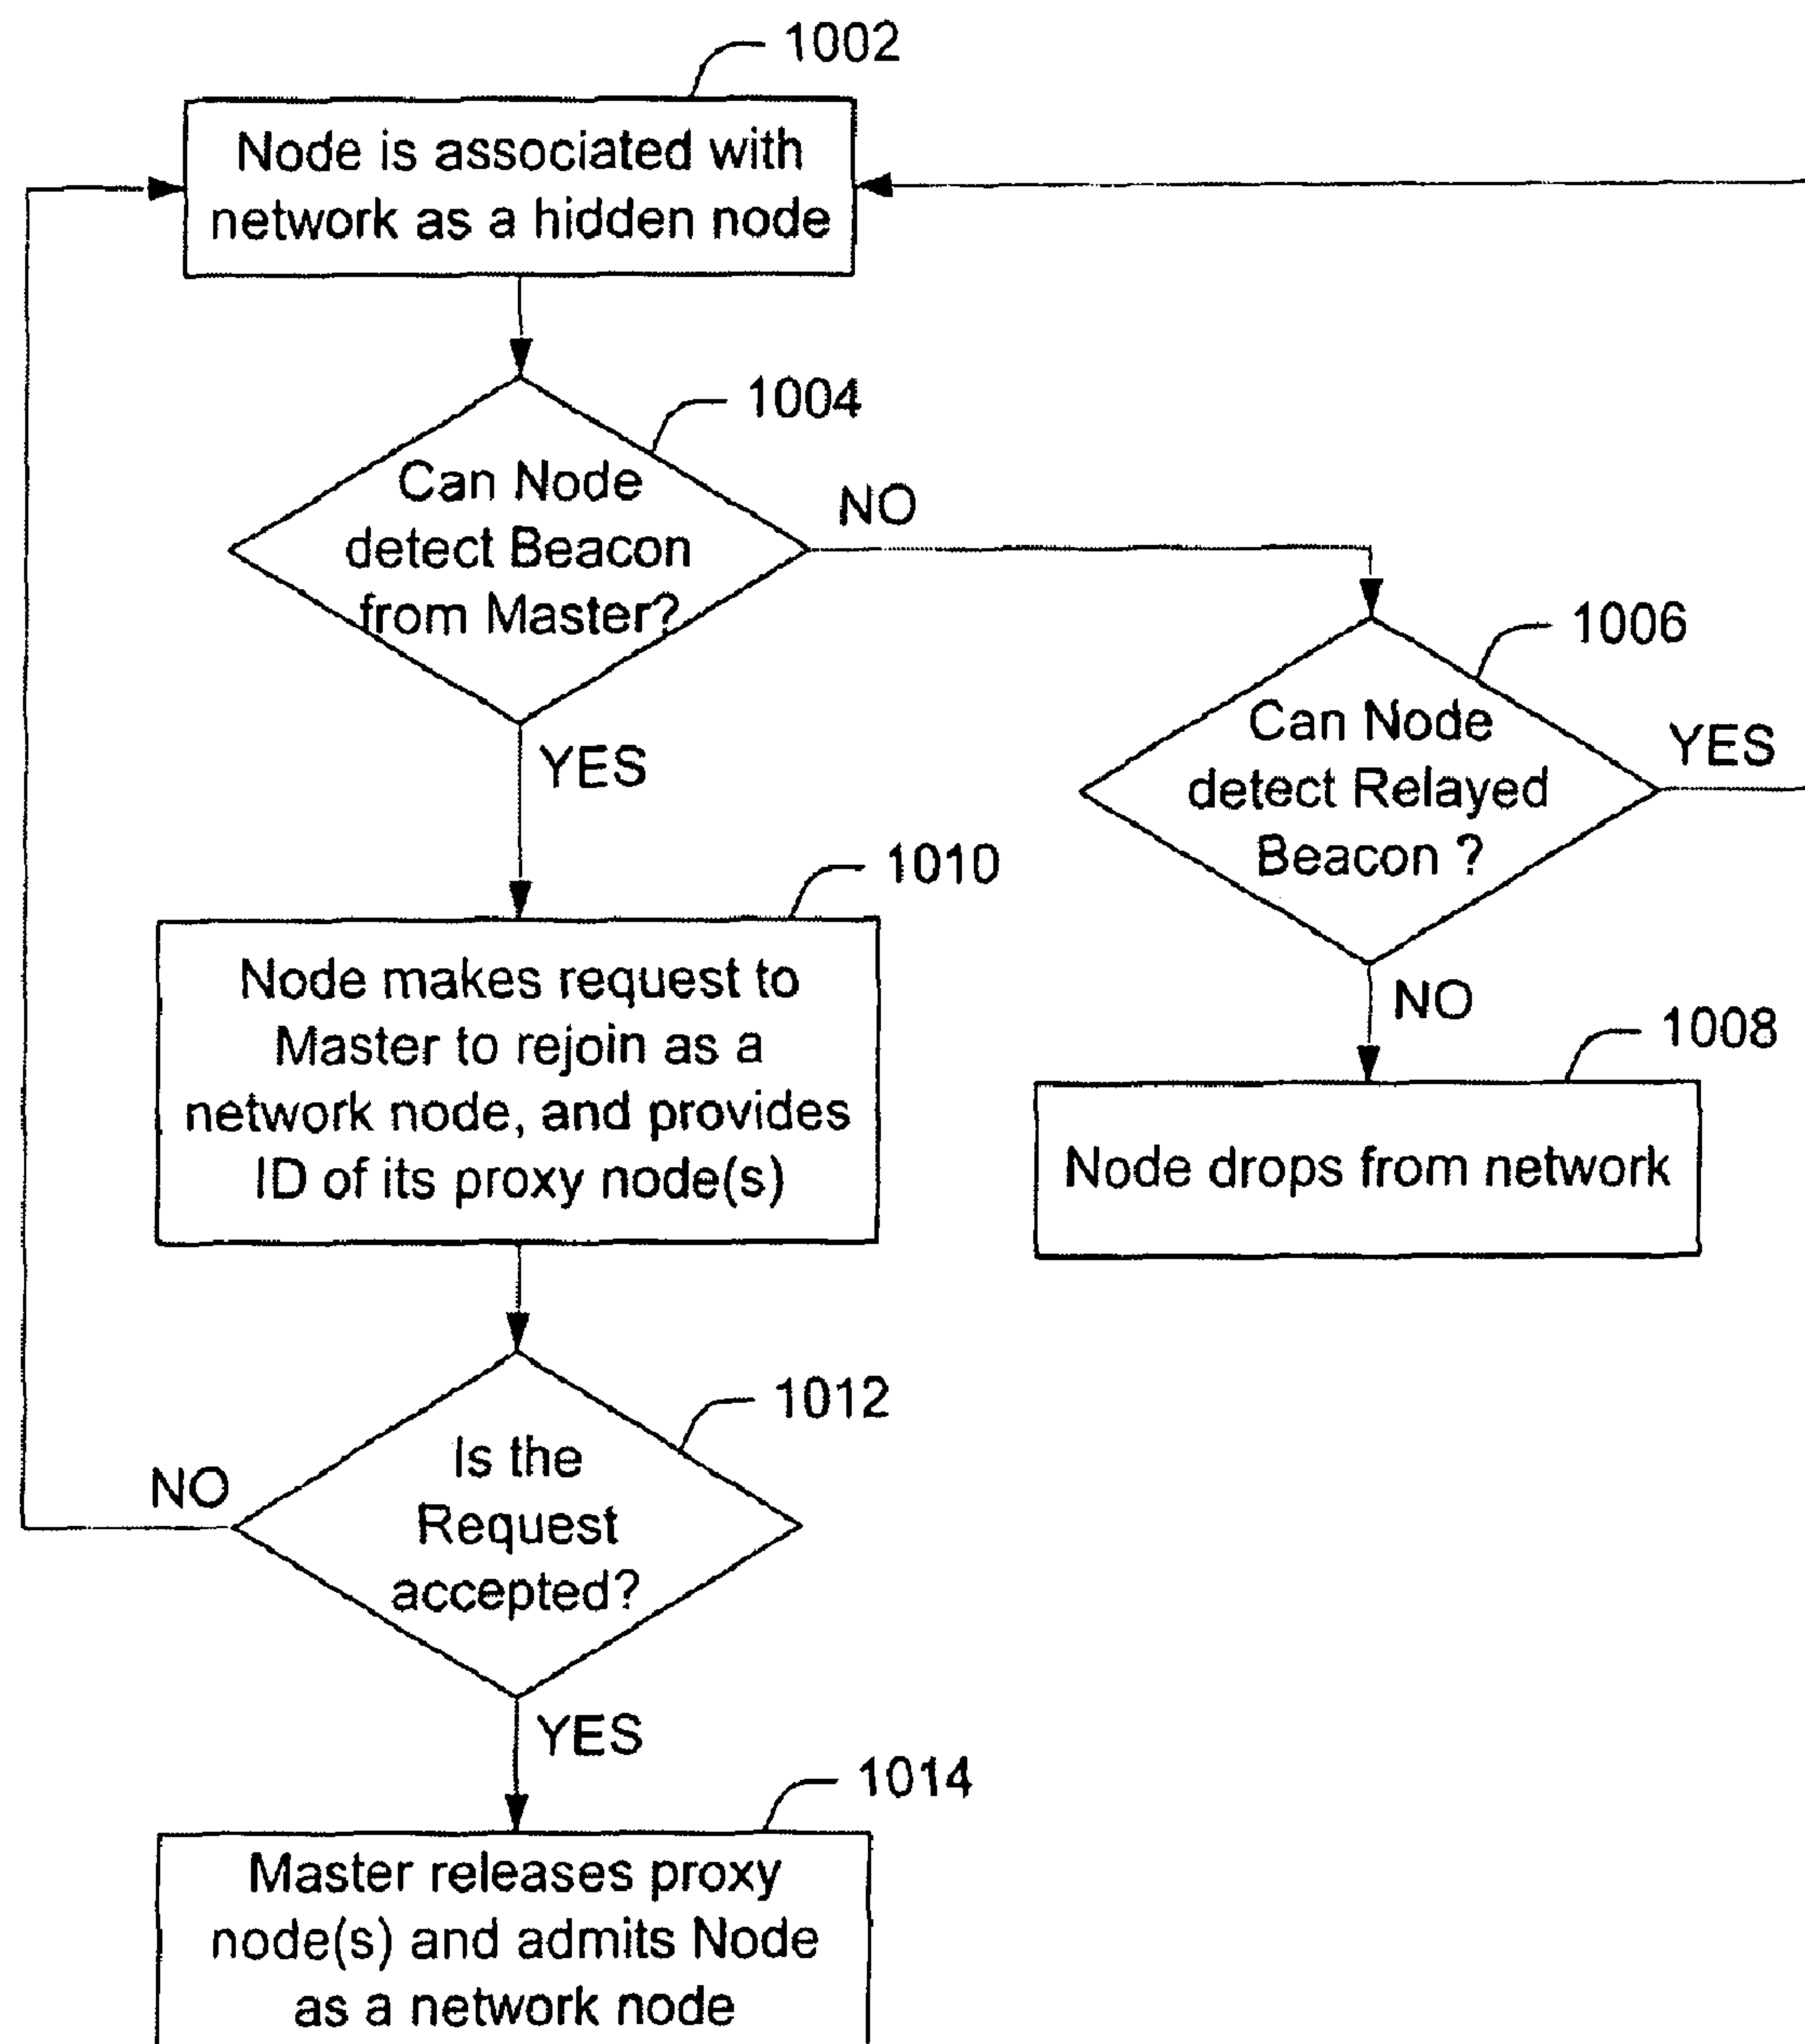 1002
Node is associated with
network as a hidden node
1004
Can Node
detect Beacon
from Master?
NO
YES
1006
Can Node
detect Relayed
Beacon ?
YES
NO
1008
Node drops from network
1010
Node makes request to
Master to rejoin as a
network node, and provides
ID of its proxy node(s)
1012
Is the
Request
accepted?
NO
YES
1014
Master releases proxy
node(s) and admits Node
as a network node